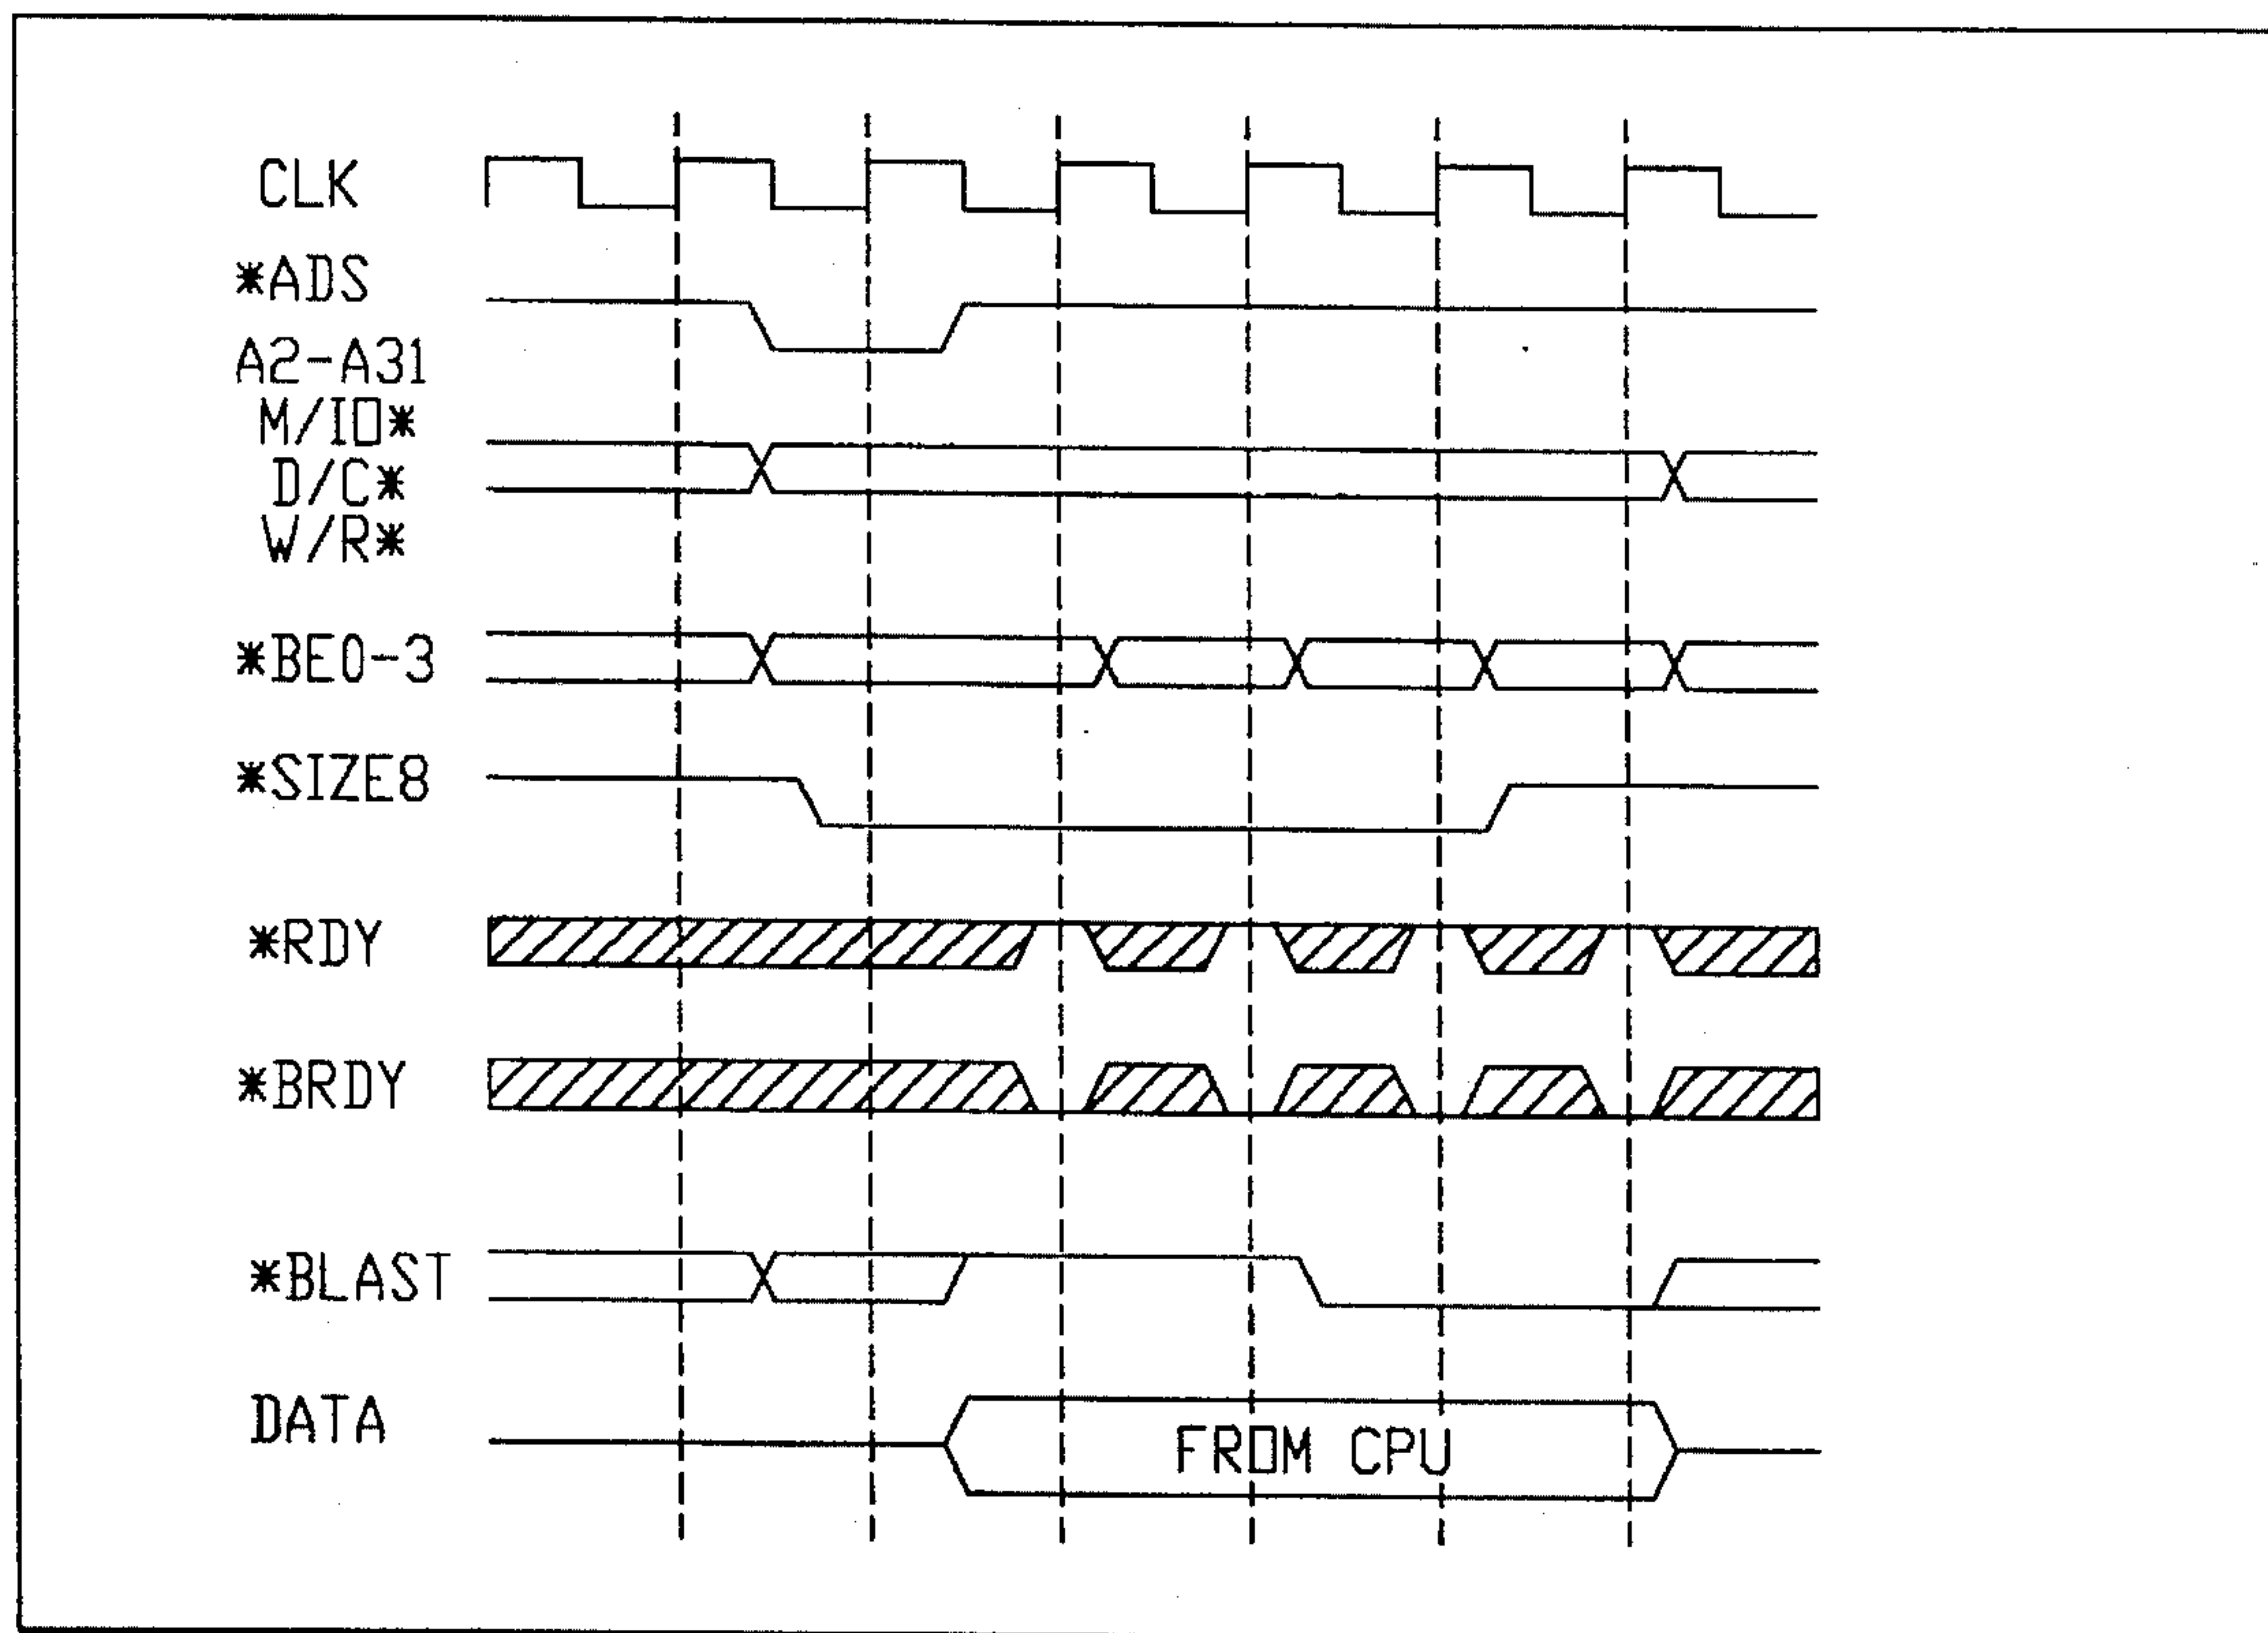 CLK
*ADS
A2-A31
M/IO*
D/C*
W/R*
*BE0-3
*SIZE8
*RDY
*BRDY
*BLAST
DATA
FROM CPU